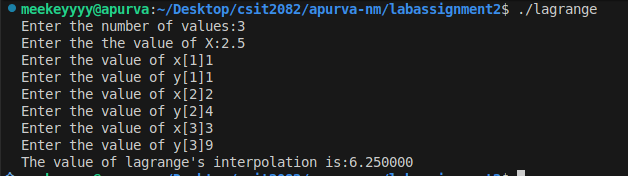 meekeyyyy@apurva:~/Desktop/csit2082/apurva-nm/labassignment2$ ./lagrange
Enter the number of values:3
Enter the the value of X:2.5
Enter the value of x[1]1
Enter the value of y[1]1
Enter the value of x[2]2
Enter the value of y[2]4
Enter the value of x[3]3
Enter the value of y[3]9
The value of lagrange's interpolation is:6.250000